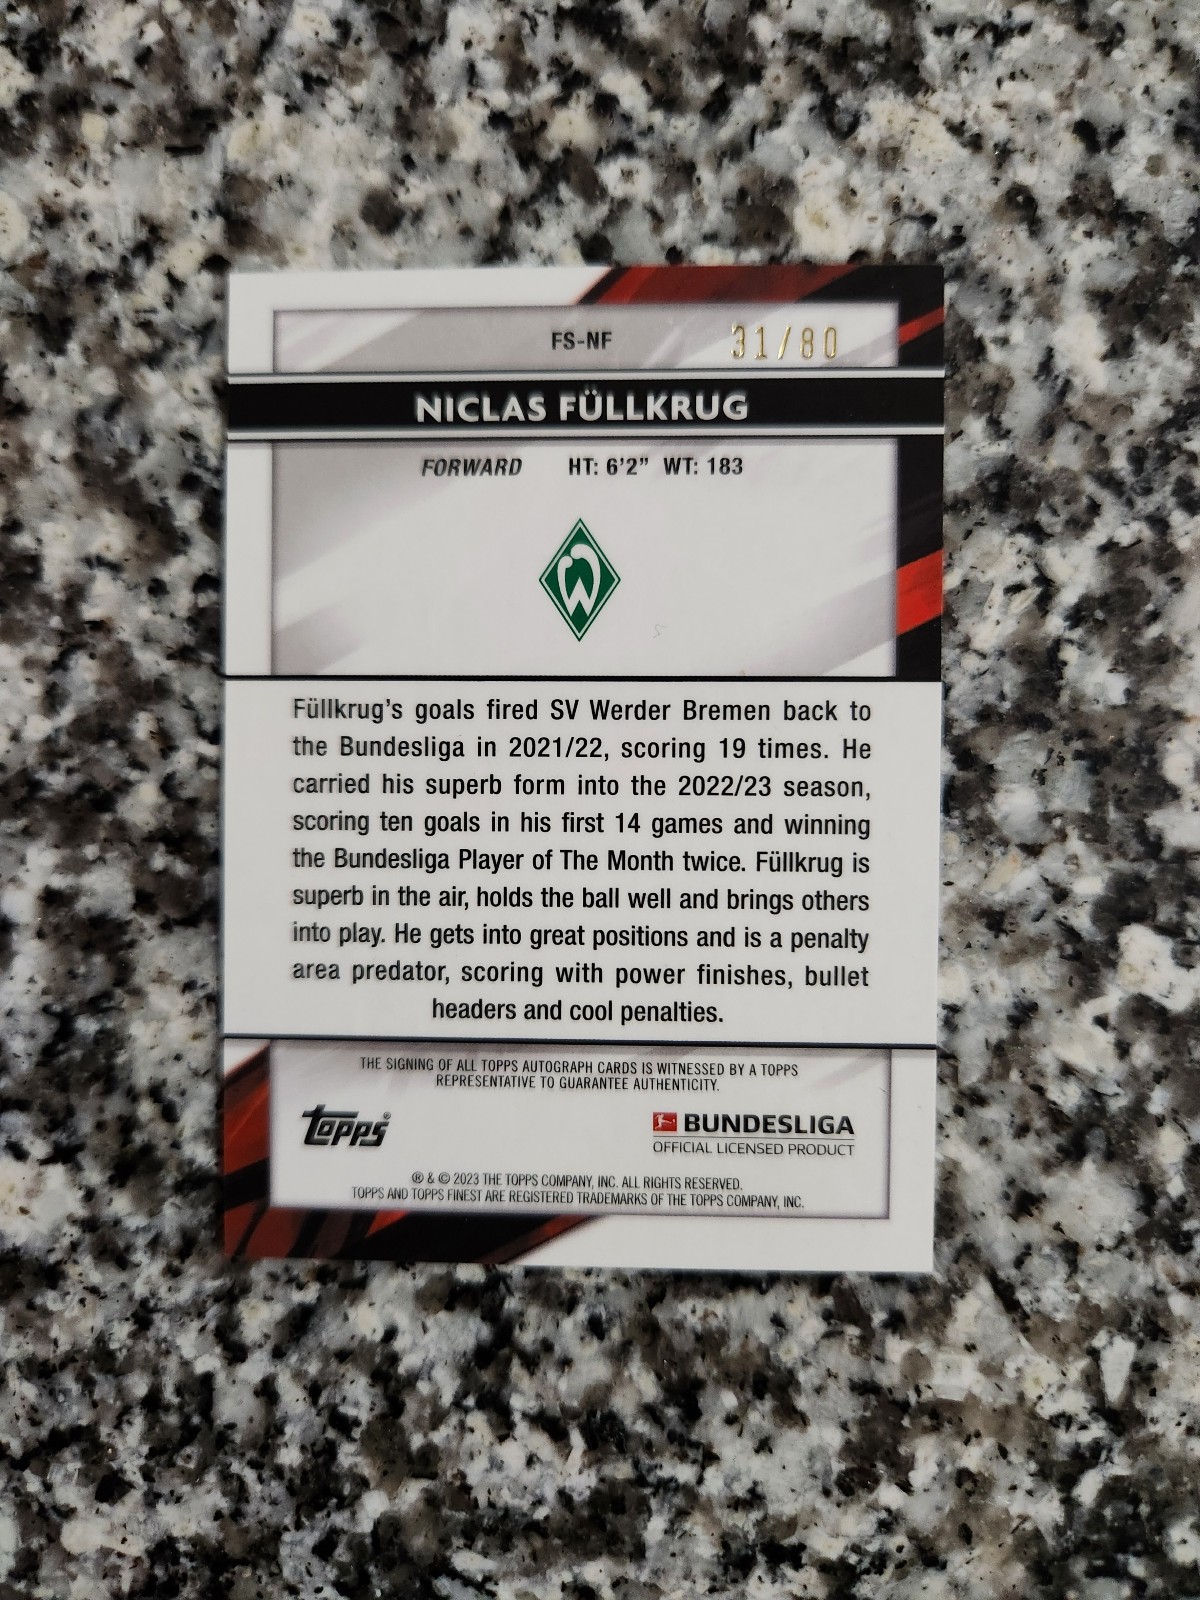 FS-NF 31/80
NICLAS FÜLLKRUG
FORWARD HT: 6'2" WT: 183
W
Füllkrug's goals fired SV Werder Bremen back to
the Bundesliga in 2021/22, scoring 19 times. He
carried his superb form into the 2022/23 season,
scoring ten goals in his first 14 games and winning
the Bundesliga Player of The Month twice. Füllkrug is
superb in the air, holds the ball well and brings others
into play. He gets into great positions and is a penalty
area predator, scoring with power finishes, bullet
headers and cool penalties.
THE SIGNING OF ALL TOPPS AUTOGRAPH CARDS IS WITNESSED BY A TOPPS
REPRESENTATIVE TO GUARANTEE AUTHENTICITY.
Topps® BUNDESLIGA
OFFICIAL LICENSED PRODUCT
® & © 2023 THE TOPPS COMPANY, INC. ALL RIGHTS RESERVED.
TOPPS AND TOPPS FINEST ARE REGISTERED TRADEMARKS OF THE TOPPS COMPANY, INC.